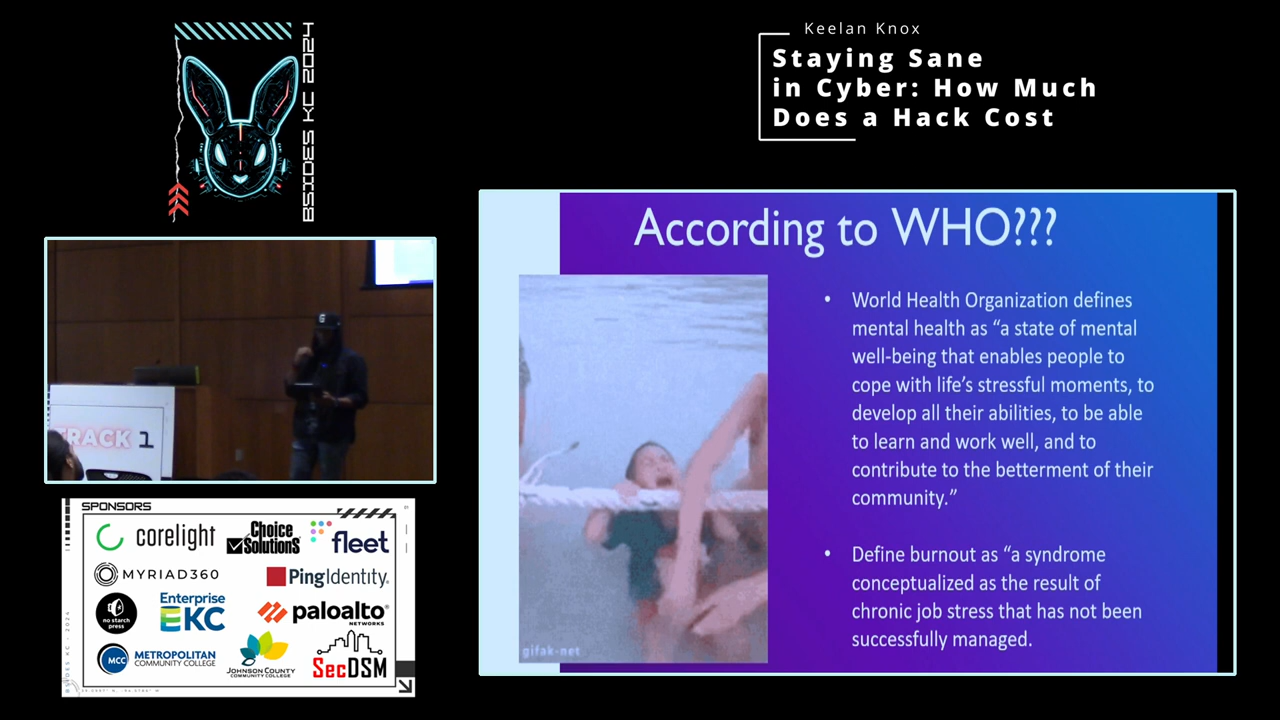 BSIDES KC 2024
Keelan Knox
Staying Sane
in Cyber: How Much
Does a Hack Cost
According to WHO???
• World Health Organization defines
mental health as “a state of mental
well-being that enables people to
cope with life’s stressful moments, to
develop all their abilities, to be able
to learn and work well, and to
contribute to the betterment of their
community.”
• Define burnout as “a syndrome
conceptualized as the result of
chronic job stress that has not been
successfully managed.
gifak-net
TRACK 1
SPONSORS
corelight
Choice
Solutions
fleet
MYRIAD360
PingIdentity
no starch
press
Enterprise
KC
paloalto
NETWORKS
MCC
METROPOLITAN
COMMUNITY COLLEGE
JOHNSON COUNTY
COMMUNITY COLLEGE
SecDSM